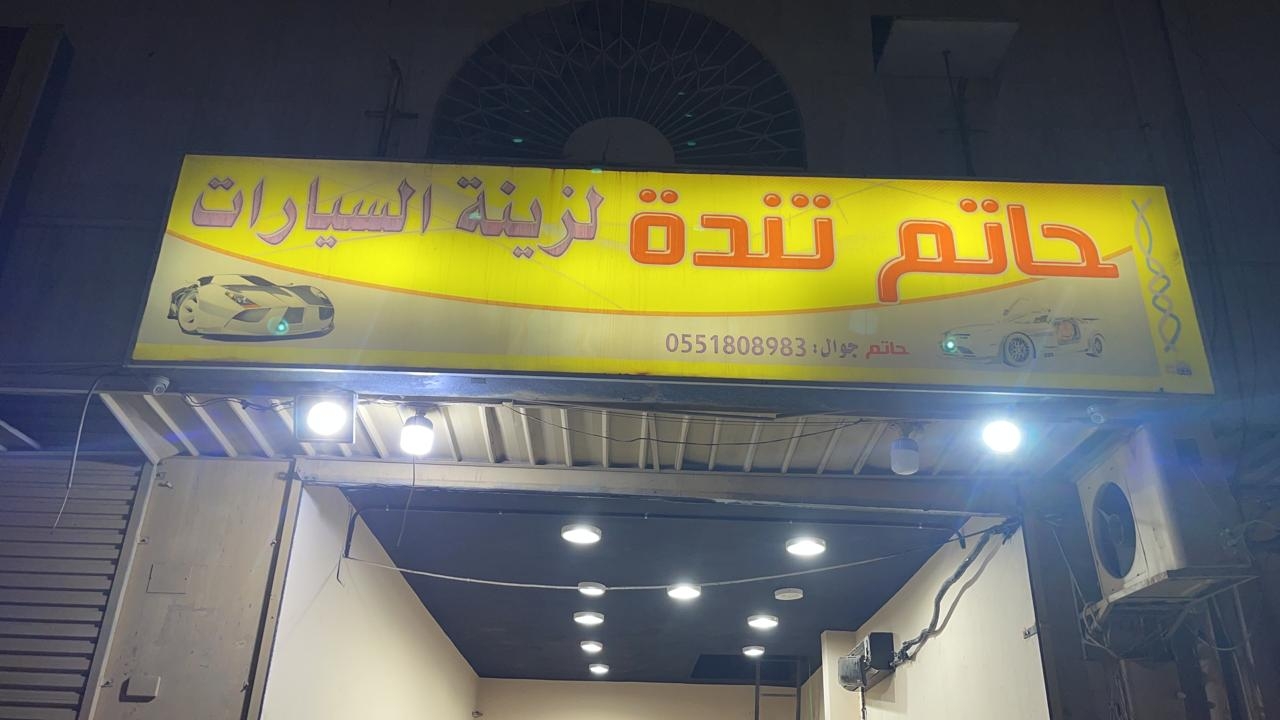 حاتم تندة لزينة السيارات
حاتم جوال: 0551808983